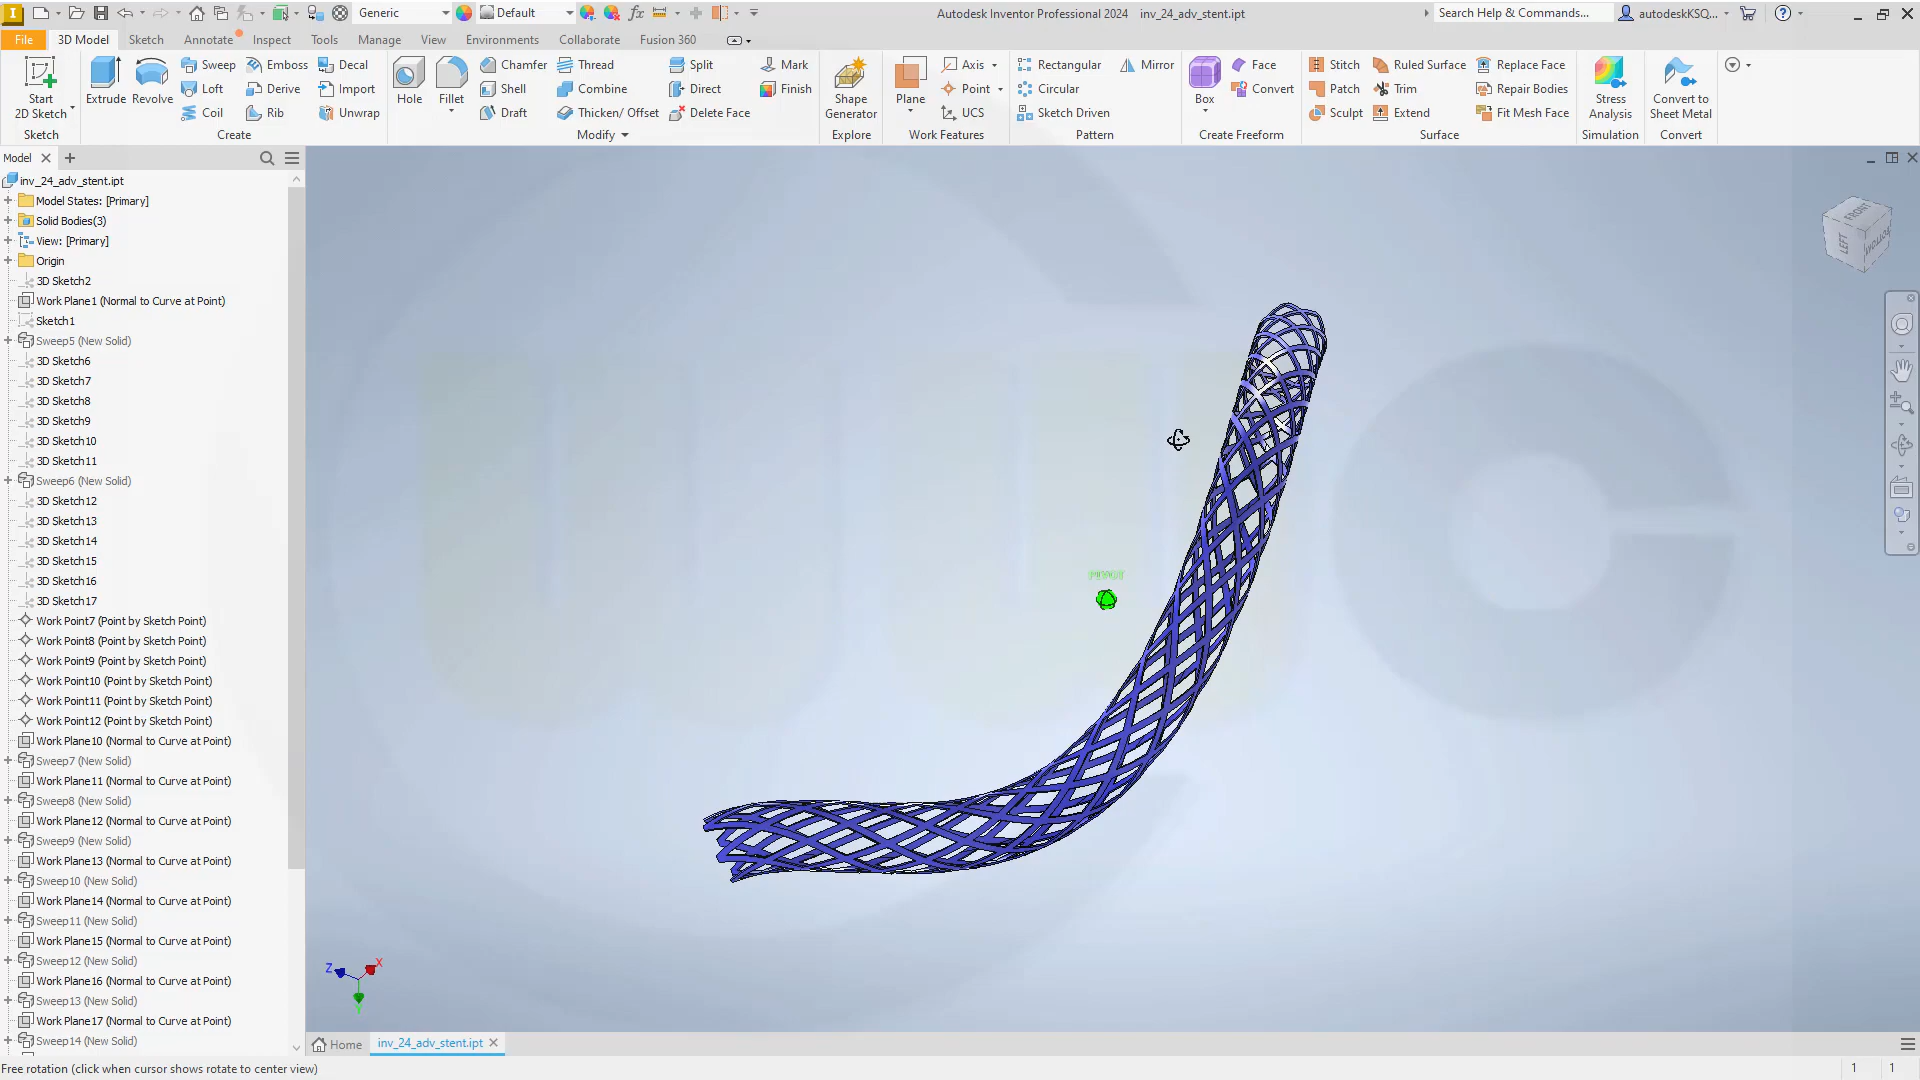 Generic
Default
Autodesk Inventor Professional 2024 inv_24_adv_stent.ipt
Search Help & Commands...
autodeskKSQ...
File
3D Model
Sketch
Annotate
Inspect
Tools
Manage
View
Environments
Collaborate
Fusion 360
Start
2D Sketch
Sketch
Extrude
Revolve
Sweep
Loft
Coil
Emboss
Derive
Rib
Decal
Import
Unwrap
Create
Hole
Fillet
Chamfer
Shell
Draft
Thread
Combine
Thicken/ Offset
Split
Direct
Delete Face
Mark
Finish
Modify
Shape
Generator
Explore
Plane
Axis
Point
UCS
Work Features
Rectangular
Circular
Sketch Driven
Mirror
Pattern
Box
Face
Convert
Create Freeform
Stitch
Patch
Sculpt
Ruled Surface
Trim
Extend
Replace Face
Repair Bodies
Fit Mesh Face
Surface
Stress
Analysis
Simulation
Convert to
Sheet Metal
Convert
Model
inv_24_adv_stent.ipt
Model States: [Primary]
Solid Bodies(3)
View: [Primary]
Origin
3D Sketch2
Work Plane1 (Normal to Curve at Point)
Sketch1
Sweep5 (New Solid)
3D Sketch6
3D Sketch7
3D Sketch8
3D Sketch9
3D Sketch10
3D Sketch11
Sweep6 (New Solid)
3D Sketch12
3D Sketch13
3D Sketch14
3D Sketch15
3D Sketch16
3D Sketch17
Work Point7 (Point by Sketch Point)
Work Point8 (Point by Sketch Point)
Work Point9 (Point by Sketch Point)
Work Point10 (Point by Sketch Point)
Work Point11 (Point by Sketch Point)
Work Point12 (Point by Sketch Point)
Work Plane10 (Normal to Curve at Point)
Sweep7 (New Solid)
Work Plane11 (Normal to Curve at Point)
Sweep8 (New Solid)
Work Plane12 (Normal to Curve at Point)
Sweep9 (New Solid)
Work Plane13 (Normal to Curve at Point)
Sweep10 (New Solid)
Work Plane14 (Normal to Curve at Point)
Sweep11 (New Solid)
Work Plane15 (Normal to Curve at Point)
Sweep12 (New Solid)
Work Plane16 (Normal to Curve at Point)
Sweep13 (New Solid)
Work Plane17 (Normal to Curve at Point)
Sweep14 (New Solid)
FRONT
LEFT
BOTTOM
PIVOT
Z
X
Y
Home
inv_24_adv_stent.ipt
Free rotation (click when cursor shows rotate to center view)
1
1